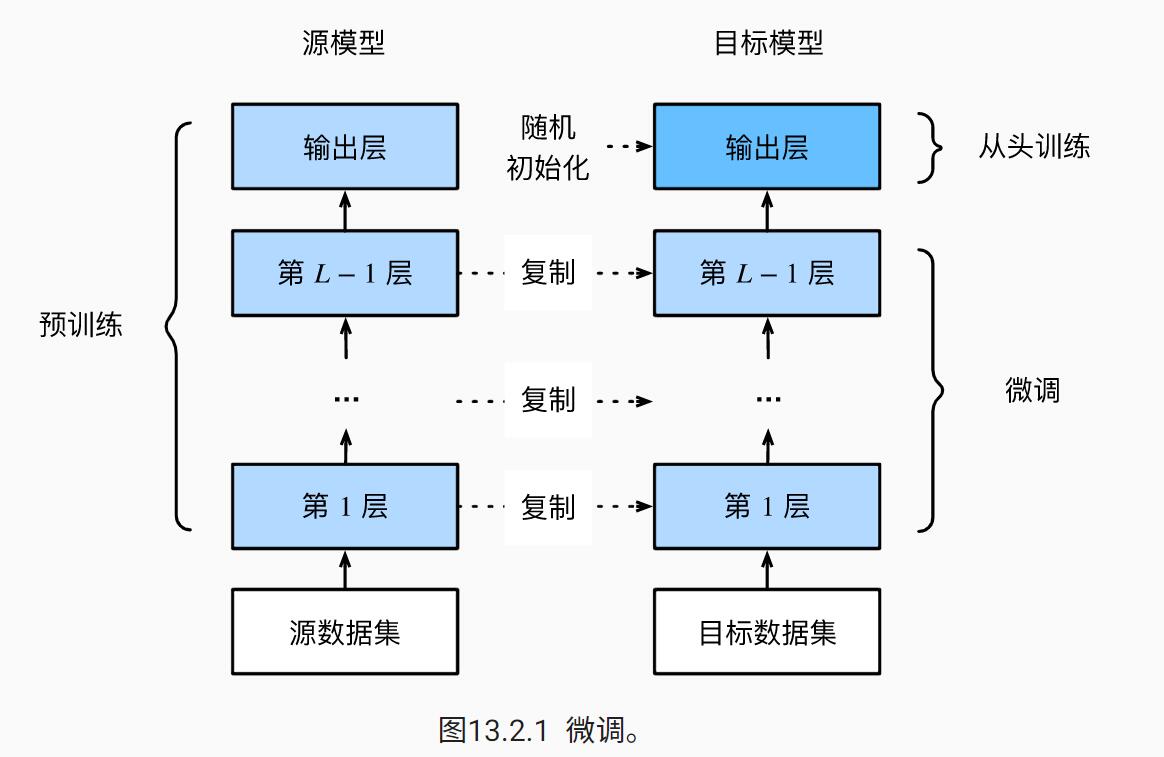 源模型
目标模型
输出层
随机
初始化
输出层
从头训练
第 L − 1 层
复制
第 L − 1 层
预训练
...
复制
...
微调
第 1 层
复制
第 1 层
源数据集
目标数据集
图13.2.1 微调。